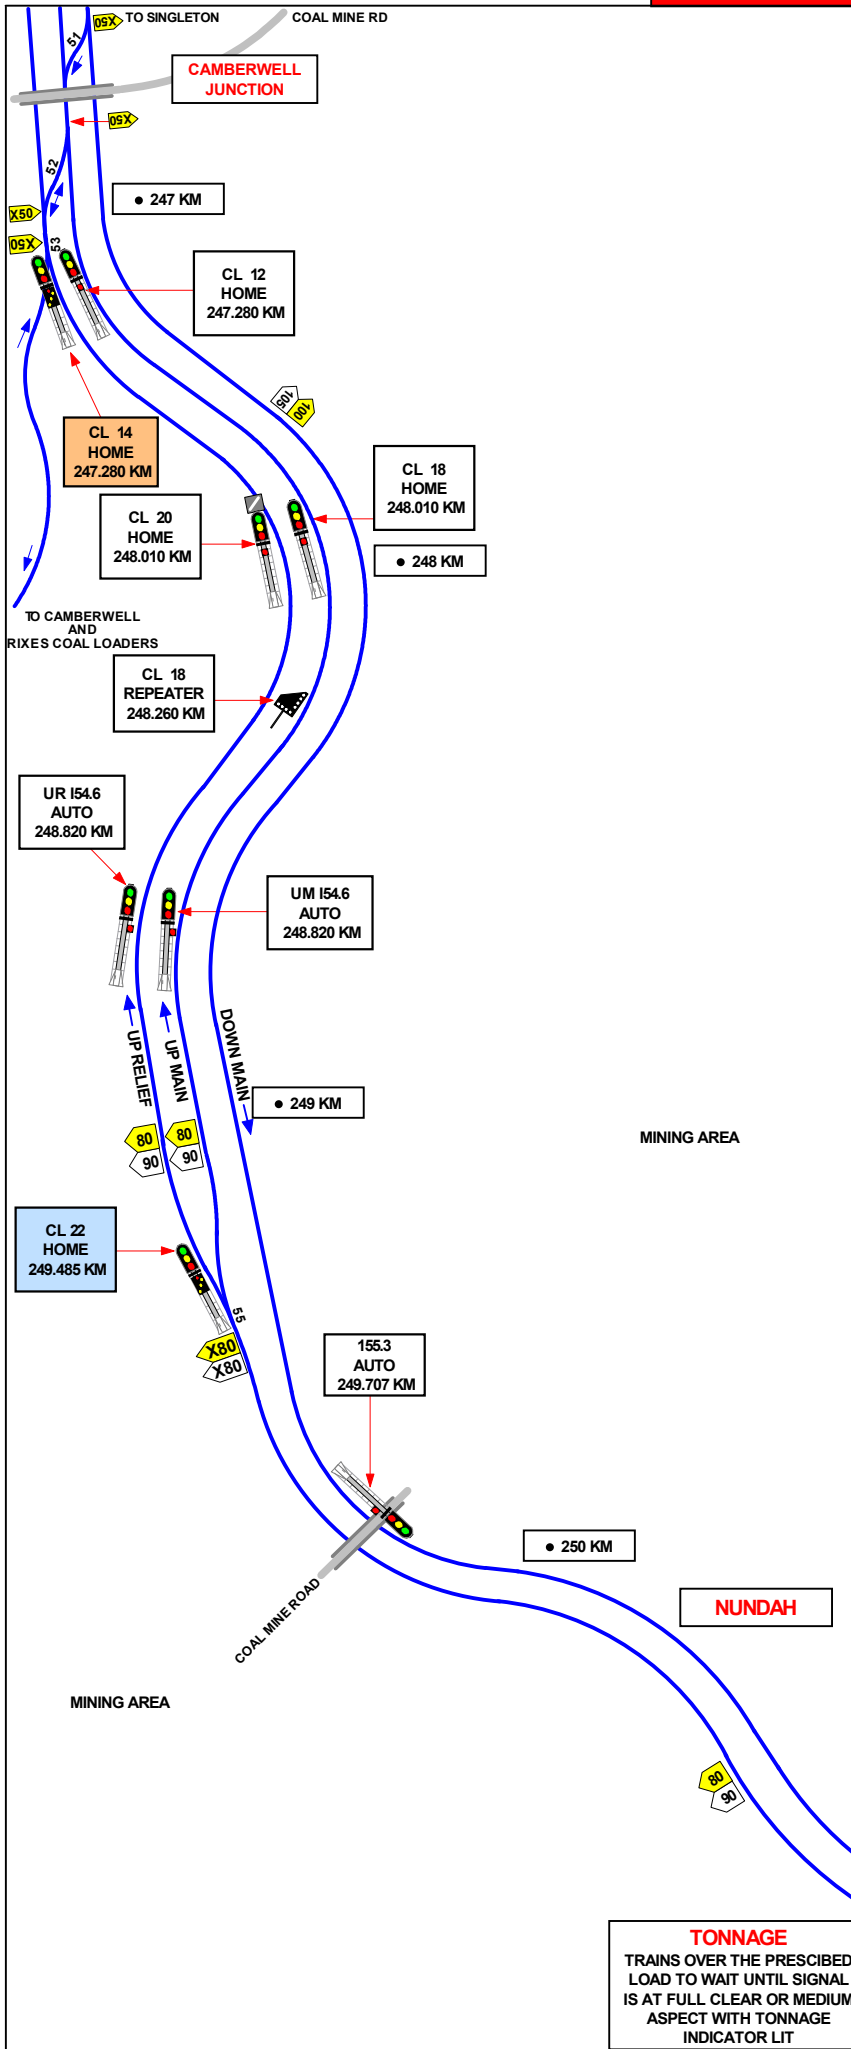 X50
TO SINGLETON
COAL MINE RD
51
CAMBERWELL
JUNCTION
X50
52
● 247 KM
X50
X50
53
CL 12
HOME
247.280 KM
105
100
CL 14
HOME
247.280 KM
CL 18
HOME
248.010 KM
CL 20
HOME
248.010 KM
● 248 KM
TO CAMBERWELL
AND
RIXES COAL LOADERS
CL 18
REPEATER
248.260 KM
UR I54.6
AUTO
248.820 KM
UM I54.6
AUTO
248.820 KM
UP RELIEF
UP MAIN
DOWN MAIN
● 249 KM
80
90
80
90
MINING AREA
CL 22
HOME
249.485 KM
55
X80
X80
155.3
AUTO
249.707 KM
● 250 KM
COAL MINE ROAD
NUNDAH
MINING AREA
80
90
TONNAGE
TRAINS OVER THE PRESCIBED
LOAD TO WAIT UNTIL SIGNAL
IS AT FULL CLEAR OR MEDIUM
ASPECT WITH TONNAGE
INDICATOR LIT